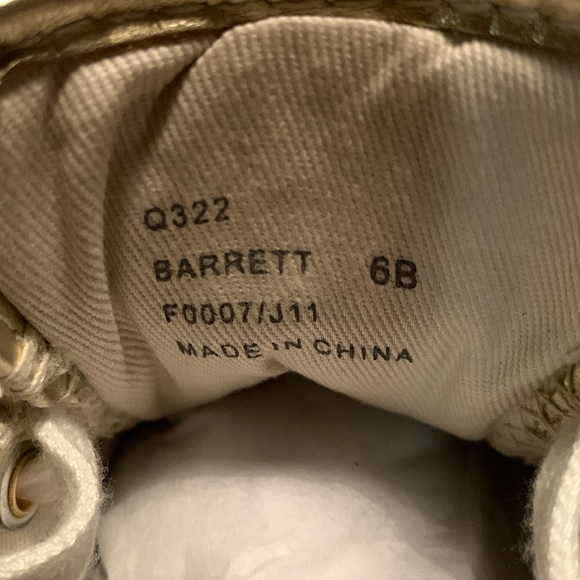 Q322
BARRETT 6B
F0007/J11
MADE IN CHINA